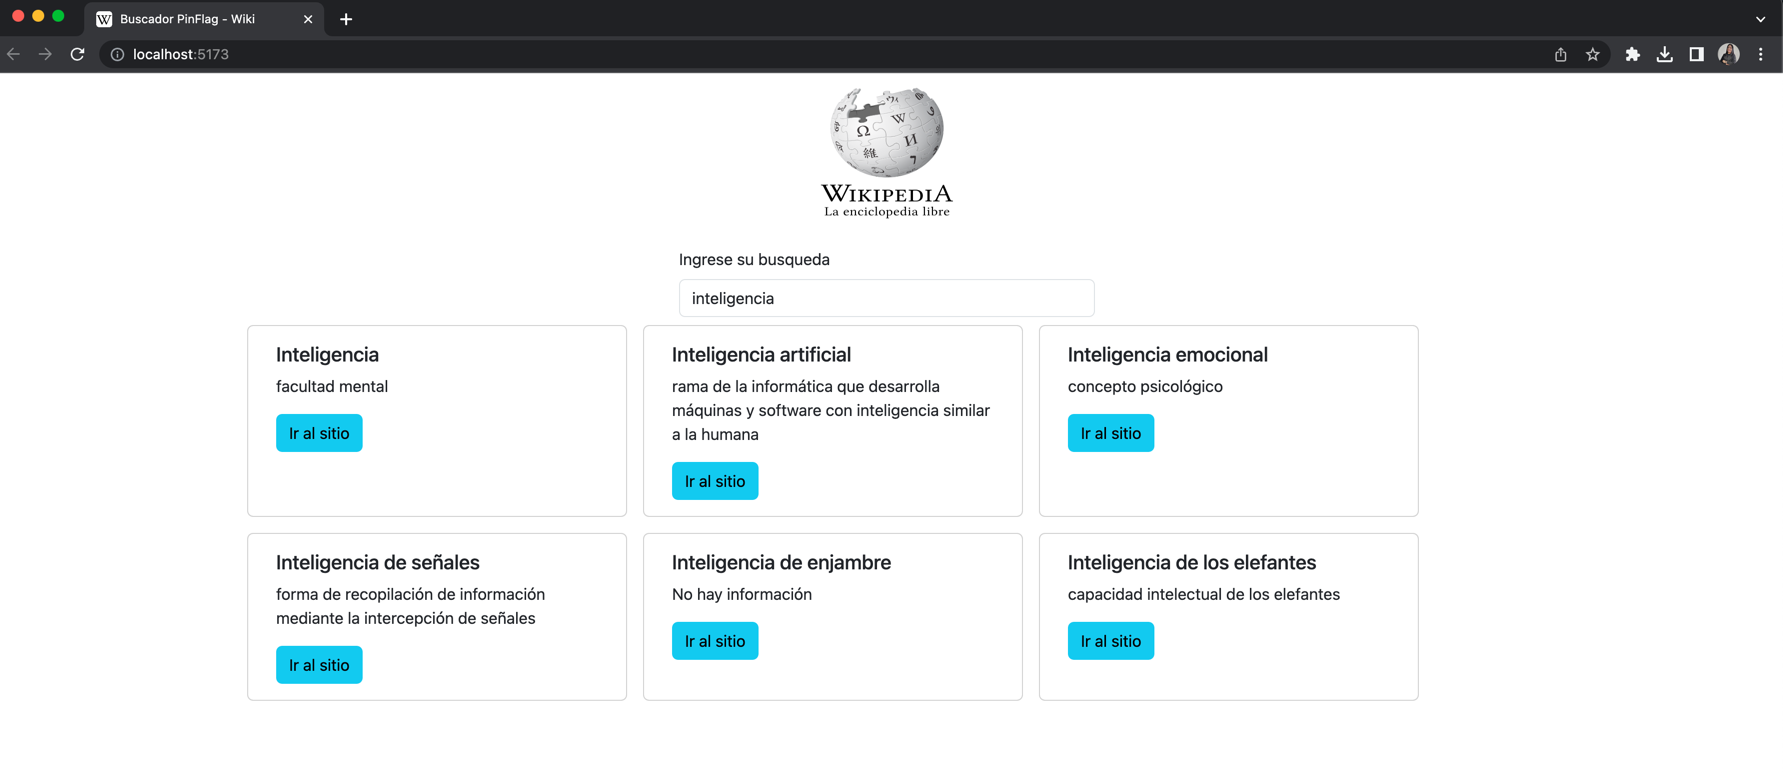 Buscador PinFlag - Wiki
localhost:5173
Ω W И
維 7
WIKIPEDIA
La enciclopedia libre
Ingrese su busqueda
inteligencia
Inteligencia
facultad mental
Ir al sitio
Inteligencia artificial
rama de la informática que desarrolla
máquinas y software con inteligencia similar
a la humana
Ir al sitio
Inteligencia emocional
concepto psicológico
Ir al sitio
Inteligencia de señales
forma de recopilación de información
mediante la intercepción de señales
Ir al sitio
Inteligencia de enjambre
No hay información
Ir al sitio
Inteligencia de los elefantes
capacidad intelectual de los elefantes
Ir al sitio